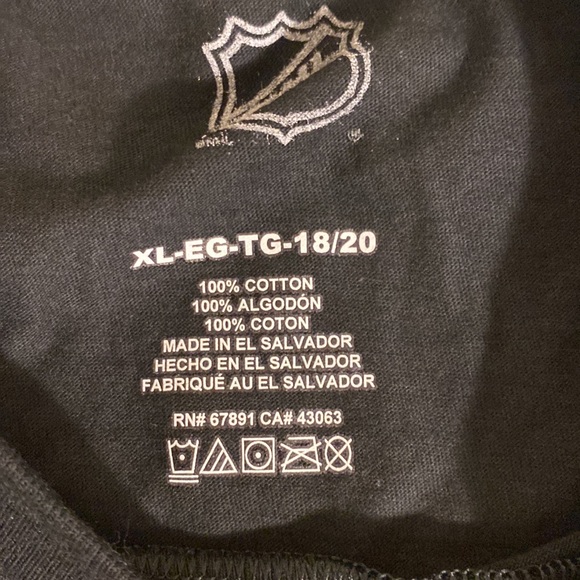 XL-EG-TG-18/20
100% COTTON
100% ALGODÓN
100% COTON
MADE IN EL SALVADOR
HECHO EN EL SALVADOR
FABRIQUÉ AU EL SALVADOR
RN# 67891 CA# 43063